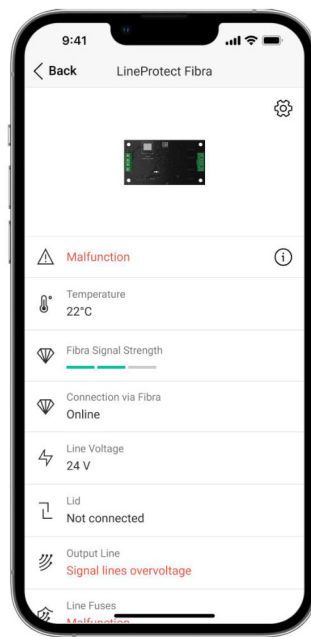 9:41
Back
LineProtect Fibra
Malfunction
Temperature
22°C
Fibra Signal Strength
Connection via Fibra
Online
Line Voltage
24 V
Lid
Not connected
Output Line
Signal lines overvoltage
Line Fuses
Malfunction